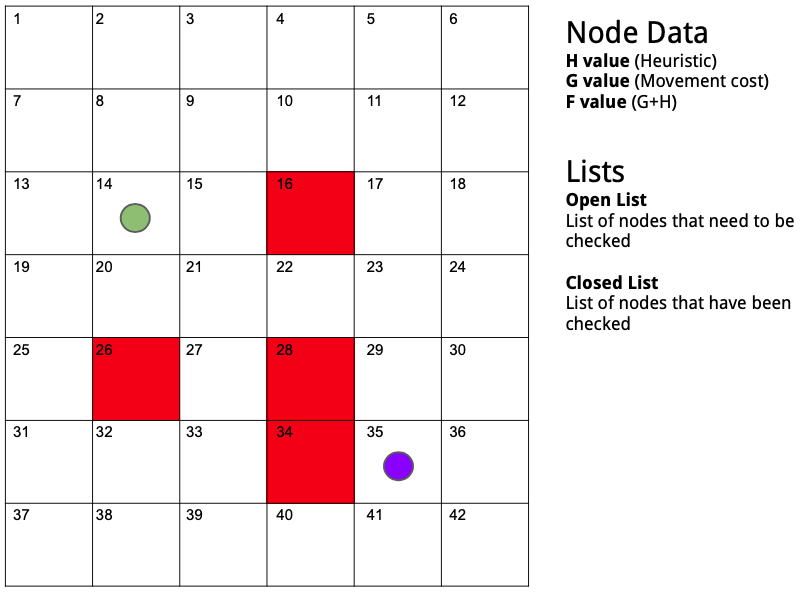 1 2 3 4 5 6
7 8 9 10 11 12
13 14 15 16 17 18
19 20 21 22 23 24
25 26 27 28 29 30
31 32 33 34 35 36
37 38 39 40 41 42
Node Data
H value (Heuristic)
G value (Movement cost)
F value (G+H)
Lists
Open List
List of nodes that need to be
checked
Closed List
List of nodes that have been
checked